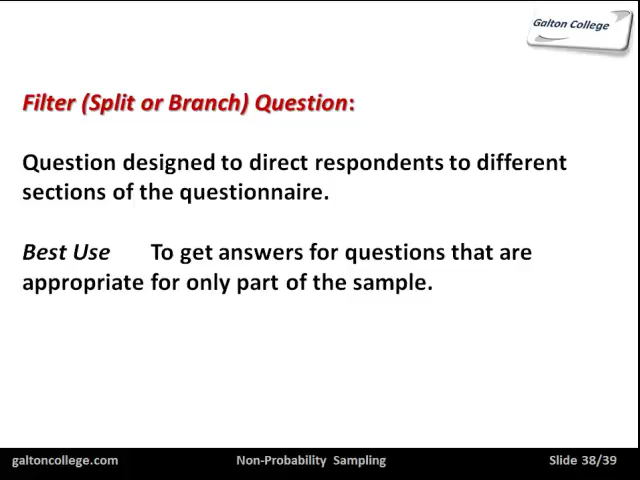 Galton College
Filter (Split or Branch) Question:
Question designed to direct respondents to different
sections of the questionnaire.
Best Use To get answers for questions that are
appropriate for only part of the sample.
galtoncollege.com Non-Probability Sampling Slide 38/39